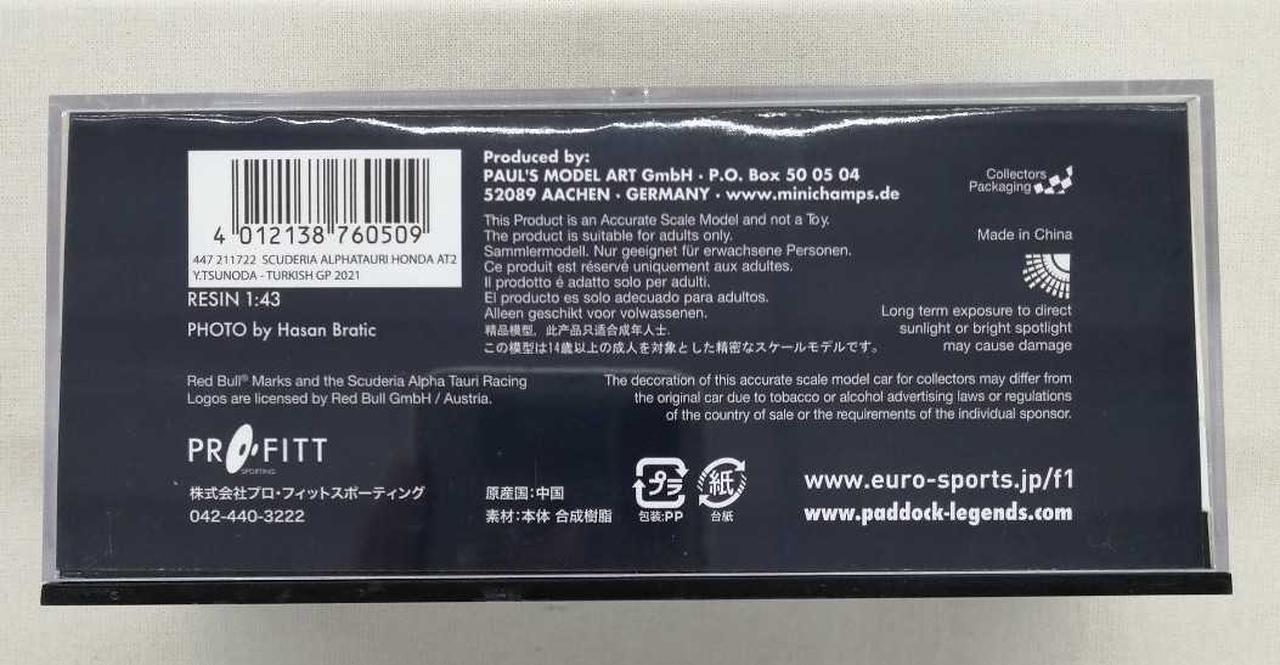 4 012138 760509
447 211722 SCUDERIA ALPHATAURI HONDA AT2
Y.TSUNODA - TURKISH GP 2021
RESIN 1:43
PHOTO by Hasan Bratic
Produced by:
PAUL'S MODEL ART GmbH · P.O. Box 50 05 04
52089 AACHEN · GERMANY · www.minichamps.de
This Product is an Accurate Scale Model and not a Toy.
The product is suitable for adults only.
Sammlermodell. Nur geeignet für erwachsene Personen.
Ce produit est réservé uniquement aux adultes.
Il prodotto é adatto solo per adulti.
El producto es solo adecuado para adultos.
Alleen geschikt voor volwassenen.
精品模型，此产品只适合成年人士.
この模型は14歳以上の成人を対象とした精密なスケールモデルです。
Collectors
Packaging
Made in China
Long term exposure to direct
sunlight or bright spotlight
may cause damage
Red Bull® Marks and the Scuderia Alpha Tauri Racing
Logos are licensed by Red Bull GmbH / Austria.
The decoration of this accurate scale model car for collectors may differ from
the original car due to tobacco or alcohol advertising laws or regulations
of the country of sale or the requirements of the individual sponsor.
PROFITT
SPORTING
株式会社プロ・フィットスポーティング
042-440-3222
原産国：中国
素材：本体 合成樹脂
プラ
包装:PP
紙
台紙
www.euro-sports.jp/f1
www.paddock-legends.com